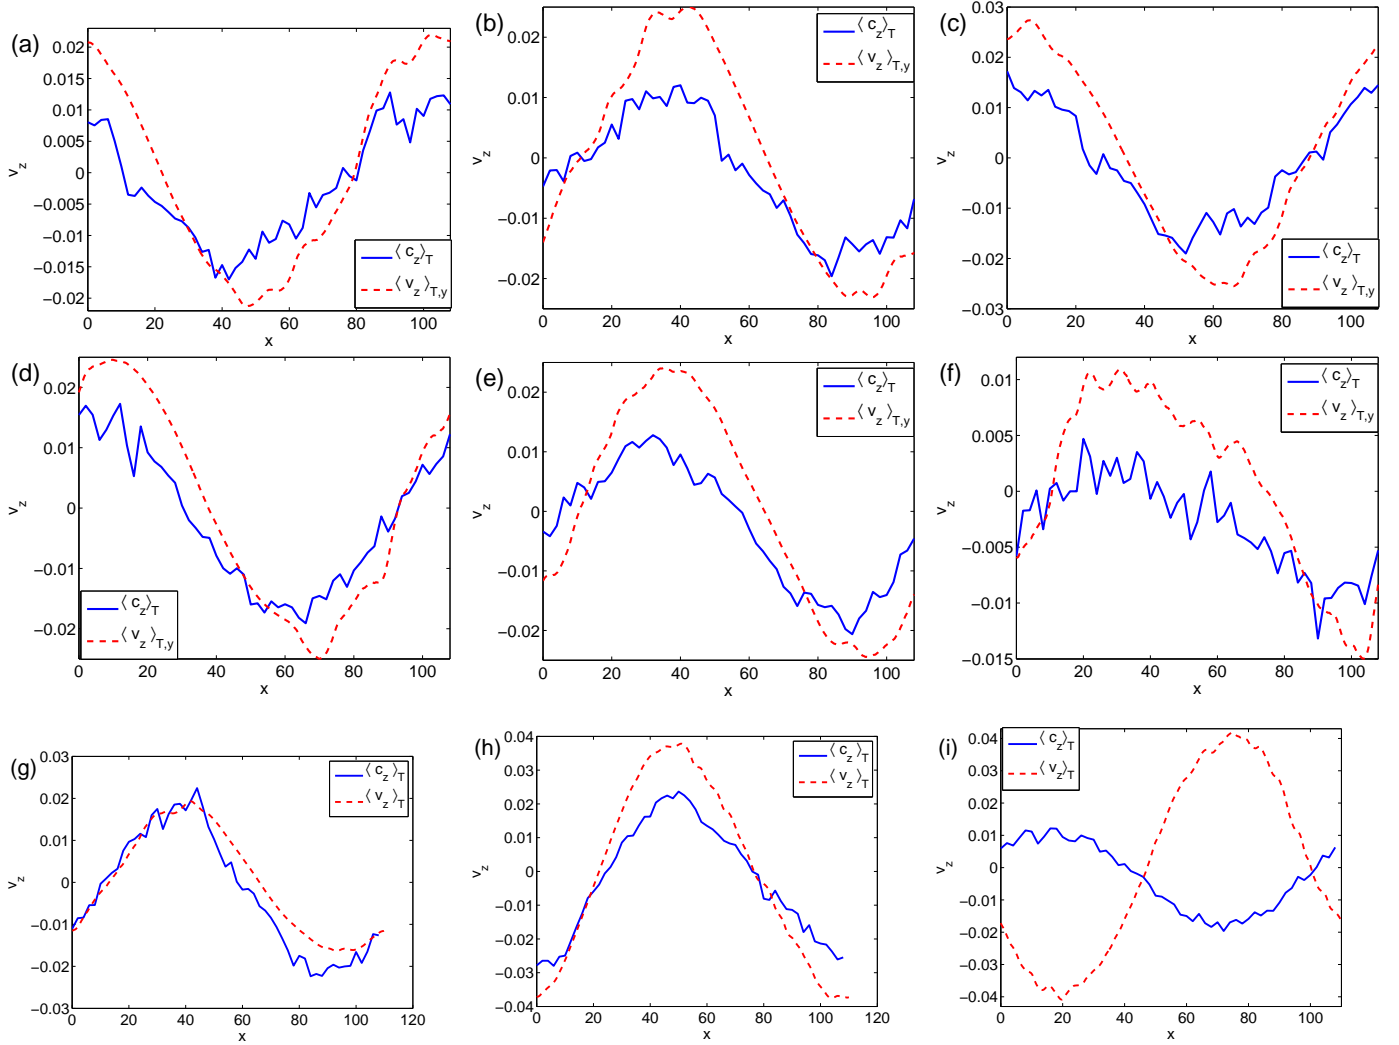 (a)
0.02
0.015
0.01
0.005
0
−0.005
−0.01
−0.015
−0.02
v_z
0 20 40 60 80 100
x
⟨ c_z⟩_T
⟨ v_z ⟩_{T,y}
(b)
0.02
0.01
0
−0.01
−0.02
v_z
0 20 40 60 80 100
x
⟨ c_z⟩_T
⟨ v_z ⟩_{T,y}
(c)
0.03
0.02
0.01
0
−0.01
−0.02
−0.03
v_z
0 20 40 60 80 100
x
⟨ c_z⟩_T
⟨ v_z ⟩_{T,y}
(d)
0.02
0.01
0
−0.01
−0.02
v_z
0 20 40 60 80 100
x
⟨ c_z⟩_T
⟨ v_z ⟩_{T,y}
(e)
0.02
0.01
0
−0.01
−0.02
v_z
0 20 40 60 80 100
x
⟨ c_z⟩_T
⟨ v_z ⟩_{T,y}
(f)
0.01
0.005
0
−0.005
−0.01
−0.015
v_z
0 20 40 60 80 100
x
⟨ c_z⟩_T
⟨ v_z ⟩_{T,y}
(g)
0.03
0.02
0.01
0
−0.01
−0.02
−0.03
v_z
0 20 40 60 80 100 120
x
⟨ c_z⟩_T
⟨ v_z⟩_T
(h)
0.04
0.03
0.02
0.01
0
−0.01
−0.02
−0.03
−0.04
v_z
0 20 40 60 80 100 120
x
⟨ c_z⟩_T
⟨ v_z⟩_T
(i)
0.04
0.03
0.02
0.01
0
−0.01
−0.02
−0.03
−0.04
v_z
0 20 40 60 80 100
x
⟨ c_z⟩_T
⟨ v_z⟩_T